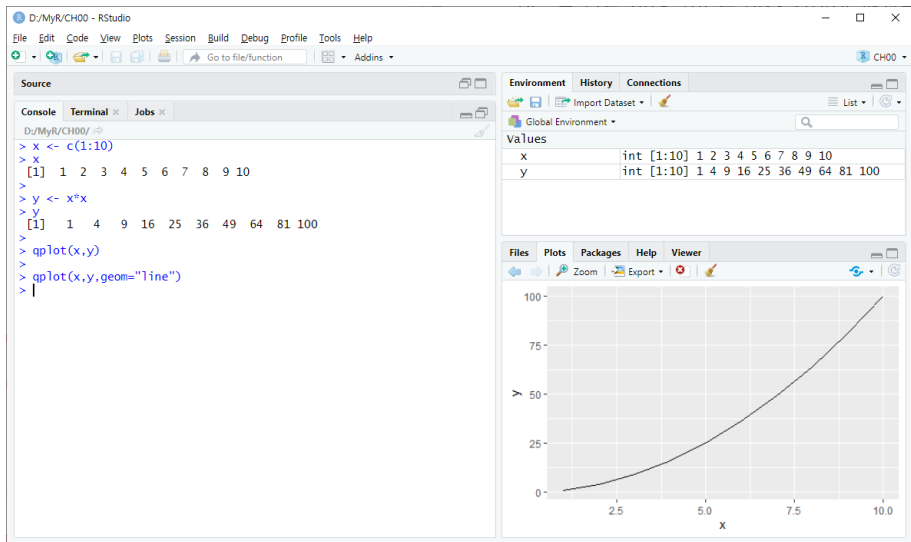 D:/MyR/CH00 - RStudio
File Edit Code View Plots Session Build Debug Profile Tools Help
Go to file/function Addins CH00
Source
Console Terminal Jobs
D:/MyR/CH00/
> x <- c(1:10)
> x
[1] 1 2 3 4 5 6 7 8 9 10
>
> y <- x*x
> y
[1] 1 4 9 16 25 36 49 64 81 100
>
> qplot(x,y)
>
> qplot(x,y,geom="line")
>
Environment History Connections
Import Dataset List
Global Environment
Values
x int [1:10] 1 2 3 4 5 6 7 8 9 10
y int [1:10] 1 4 9 16 25 36 49 64 81 100
Files Plots Packages Help Viewer
Zoom Export
100
75
50
25
0
y
2.5 5.0 7.5 10.0
x